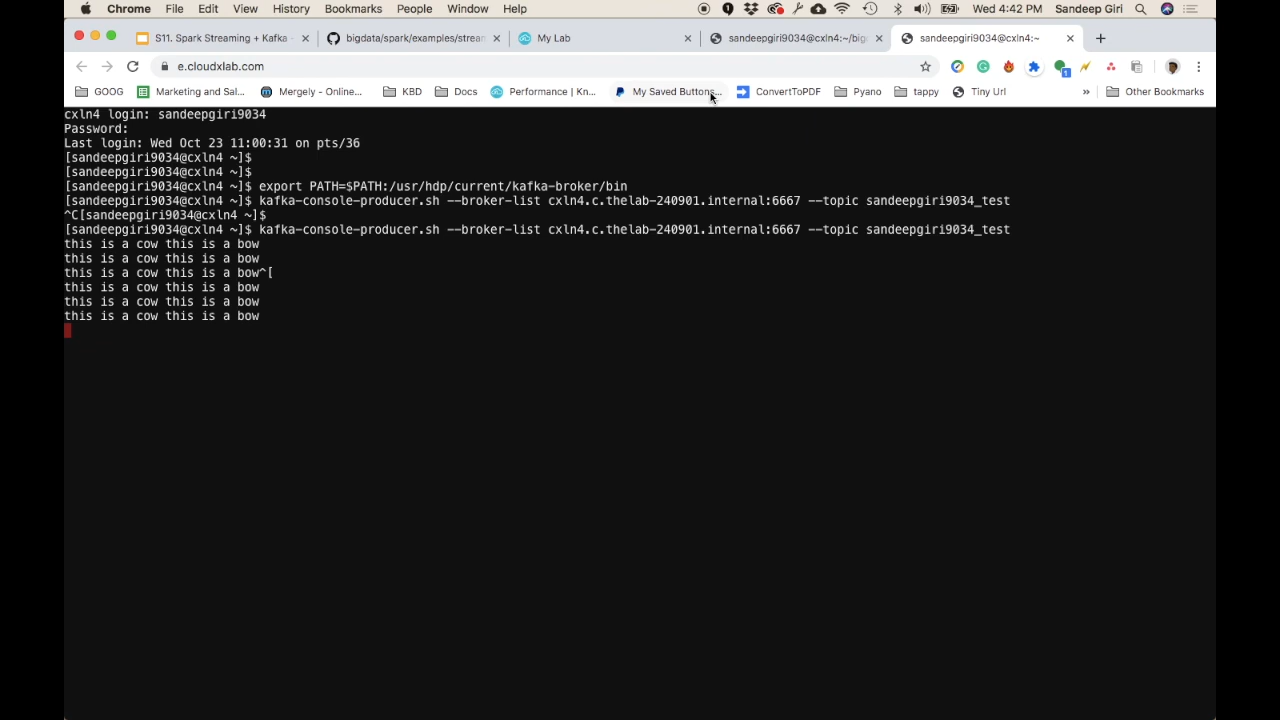 Chrome File Edit View History Bookmarks People Window Help Wed 4:42 PM Sandeep Giri
S11. Spark Streaming + Kafka bigdata/spark/examples/strean My Lab sandeepgiri9034@cxln4:~/big sandeepgiri9034@cxln4:~
e.cloudxlab.com
GOOG Marketing and Sal... Mergely - Online... KBD Docs Performance | Kn... My Saved Buttons... ConvertToPDF Pyano tappy Tiny Url » Other Bookmarks
cxln4 login: sandeepgiri9034
Password:
Last login: Wed Oct 23 11:00:31 on pts/36
[sandeepgiri9034@cxln4 ~]$
[sandeepgiri9034@cxln4 ~]$
[sandeepgiri9034@cxln4 ~]$ export PATH=$PATH:/usr/hdp/current/kafka-broker/bin
[sandeepgiri9034@cxln4 ~]$ kafka-console-producer.sh --broker-list cxln4.c.thelab-240901.internal:6667 --topic sandeepgiri9034_test
^C[sandeepgiri9034@cxln4 ~]$
[sandeepgiri9034@cxln4 ~]$ kafka-console-producer.sh --broker-list cxln4.c.thelab-240901.internal:6667 --topic sandeepgiri9034_test
this is a cow this is a bow
this is a cow this is a bow
this is a cow this is a bow^[
this is a cow this is a bow
this is a cow this is a bow
this is a cow this is a bow